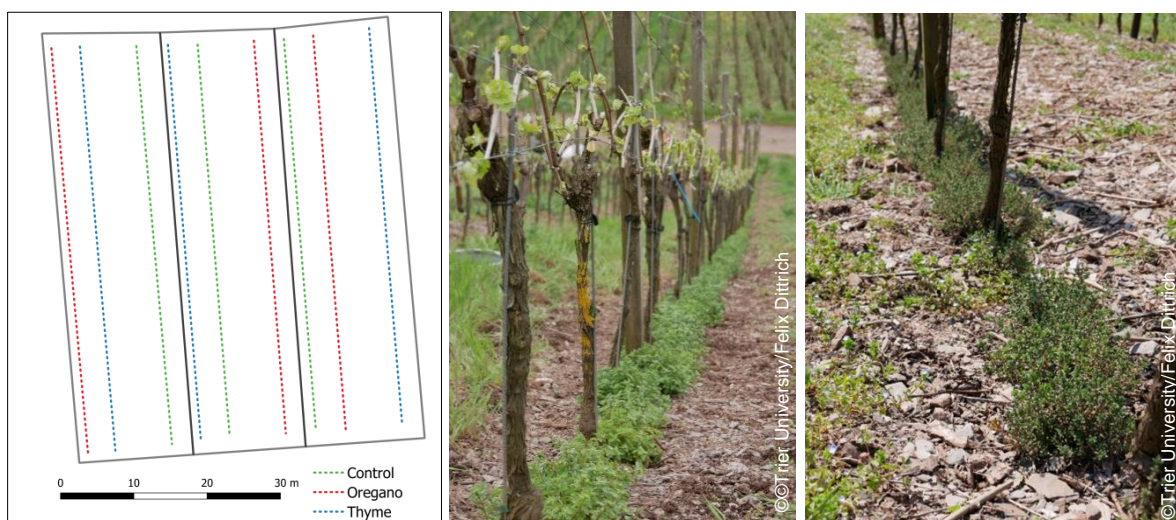 0 10 20 30 m
Control
Oregano
Thyme
©Trier University/Felix Dittrich
©Trier University/Felix Dittrich